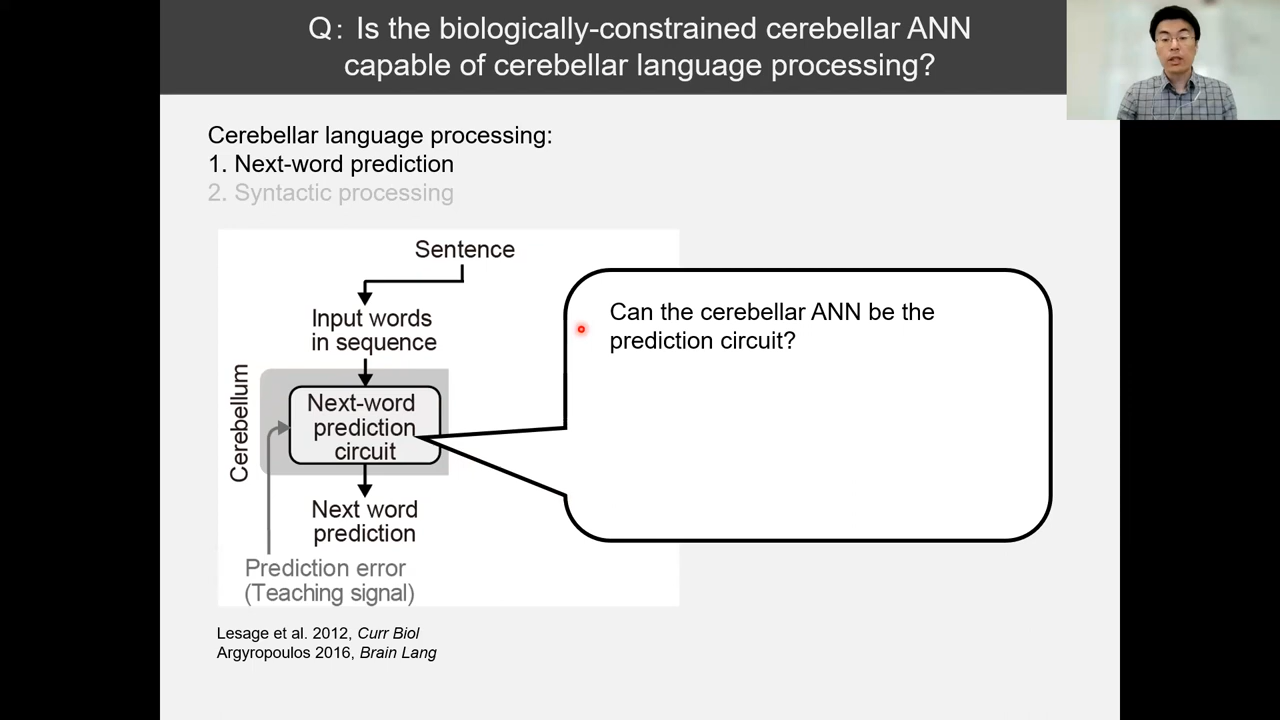 Q: Is the biologically-constrained cerebellar ANN
capable of cerebellar language processing?
Cerebellar language processing:
1. Next-word prediction
2. Syntactic processing
Sentence
Input words
in sequence
Cerebellum
Next-word
prediction
circuit
Next word
prediction
Prediction error
(Teaching signal)
Can the cerebellar ANN be the
prediction circuit?
Lesage et al. 2012, Curr Biol
Argyropoulos 2016, Brain Lang